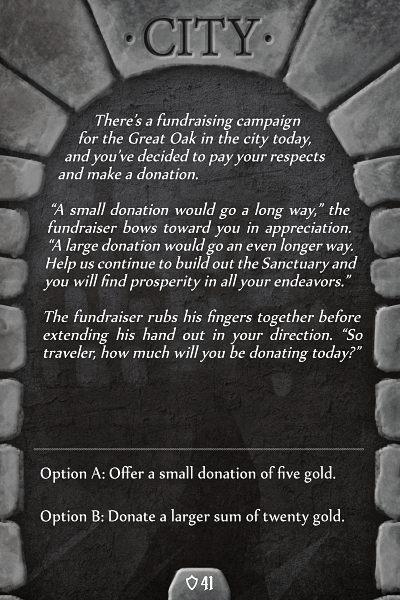 · CITY ·
There's a fundraising campaign
for the Great Oak in the city today,
and you've decided to pay your respects
and make a donation.
“A small donation would go a long way,” the
fundraiser bows toward you in appreciation.
“A large donation would go an even longer way.
Help us continue to build out the Sanctuary and
you will find prosperity in all your endeavors.”
The fundraiser rubs his fingers together before
extending his hand out in your direction. “So
traveler, how much will you be donating today?”
Option A: Offer a small donation of five gold.
Option B: Donate a larger sum of twenty gold.
41